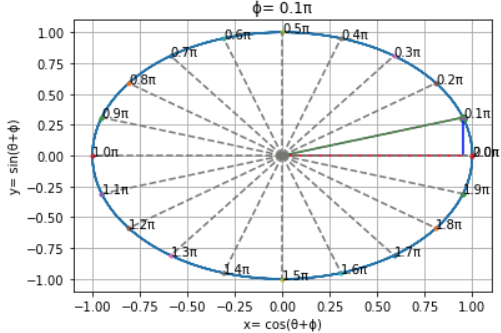 ϕ= 0.1π
y= sin(θ+ϕ)
1.00
0.75
0.50
0.25
0.00
−0.25
−0.50
−0.75
−1.00
0.5π
0.6π
0.4π
0.7π
0.3π
0.8π
0.2π
0.9π
0.1π
1.0π
2.0π
1.1π
1.9π
1.2π
1.8π
1.3π
1.7π
1.4π
1.6π
1.5π
−1.00 −0.75 −0.50 −0.25 0.00 0.25 0.50 0.75 1.00
x= cos(θ+ϕ)